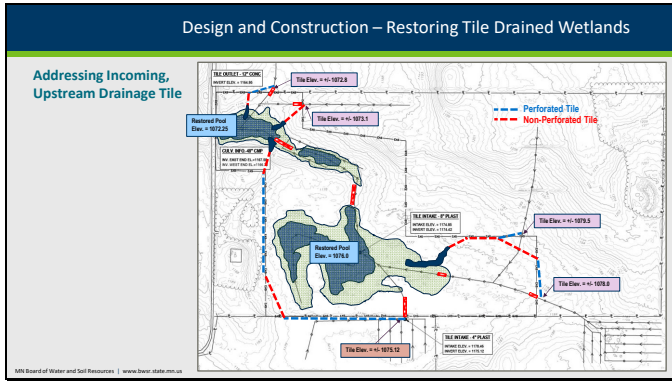 Design and Construction – Restoring Tile Drained Wetlands
Addressing Incoming,
Upstream Drainage Tile
TILE OUTLET - 12" CONC
Tile Elev. = +/- 1072.8
Perforated Tile
Non-Perforated Tile
Tile Elev. = +/- 1073.1
Restored Pool
Elev. = 1072.25
CULV. INFO -48" CMP
TILE INTAKE - 8" PLAST
Tile Elev. = +/- 1079.5
Restored Pool
Elev. = 1076.0
Tile Elev. = +/- 1078.0
Tile Elev. = +/- 1075.12
TILE INTAKE - 4" PLAST
MN Board of Water and Soil Resources | www.bwsr.state.mn.us